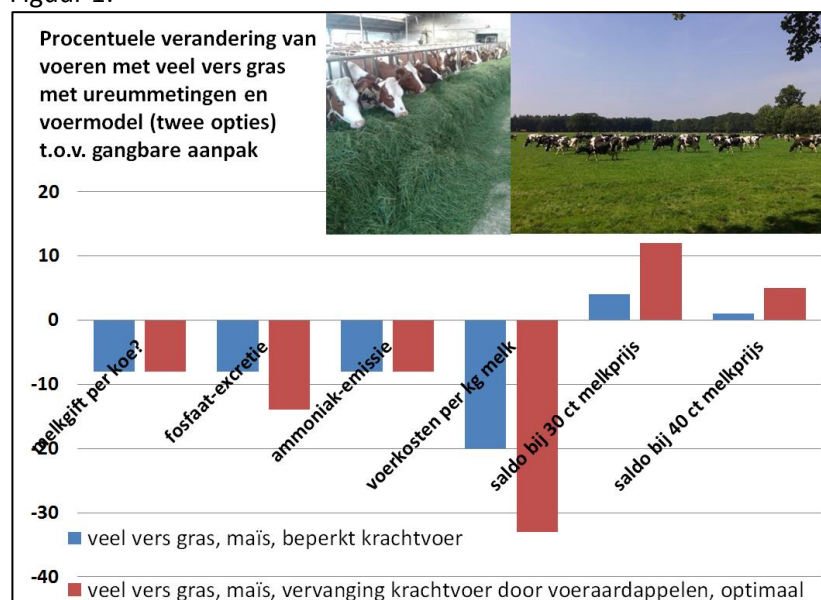 Procentuele verandering van
voeren met veel vers gras
met ureummetingen en
voermodel (twee opties)
t.o.v. gangbare aanpak
20
10
0
-10
-20
-30
-40
melkgift per koe?
fosfaat-excretie
ammoniak-emissie
voerkosten per kg melk
saldo bij 30 ct melkprijs
saldo bij 40 ct melkprijs
veel vers gras, maïs, beperkt krachtvoer
veel vers gras, maïs, vervanging krachtvoer door voeraardappelen, optimaal